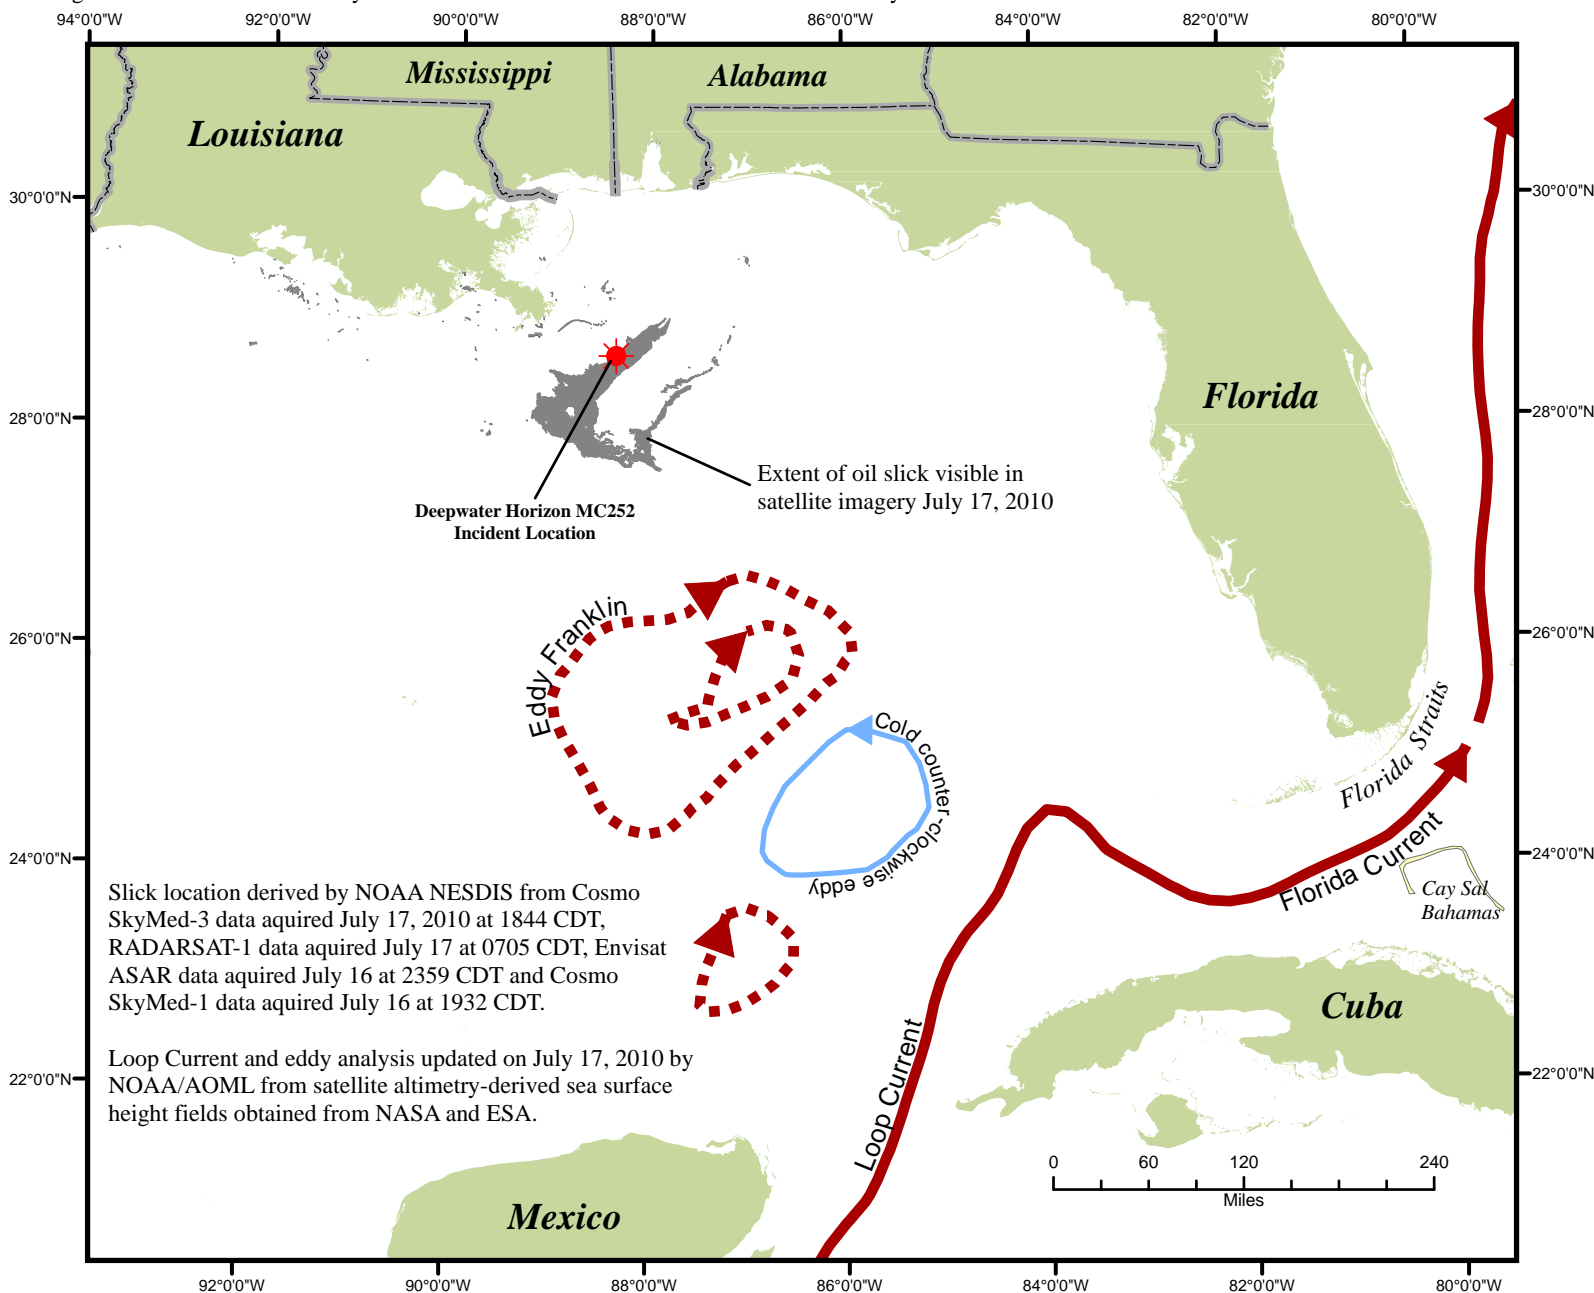 94°0'0"W 92°0'0"W 90°0'0"W 88°0'0"W 86°0'0"W 84°0'0"W 82°0'0"W 80°0'0"W
Mississippi
Alabama
Louisiana
30°0'0"N
30°0'0"N
Florida
28°0'0"N
28°0'0"N
Extent of oil slick visible in
satellite imagery July 17, 2010
Deepwater Horizon MC252
Incident Location
Eddy Franklin
26°0'0"N
26°0'0"N
Florida Straits
Cold counter-clockwise eddy
24°0'0"N
24°0'0"N
Florida Current
Cay Sal
Bahamas
Slick location derived by NOAA NESDIS from Cosmo
SkyMed-3 data aquired July 17, 2010 at 1844 CDT,
RADARSAT-1 data aquired July 17 at 0705 CDT, Envisat
ASAR data aquired July 16 at 2359 CDT and Cosmo
SkyMed-1 data aquired July 16 at 1932 CDT.
Cuba
Loop Current
Loop Current and eddy analysis updated on July 17, 2010 by
NOAA/AOML from satellite altimetry-derived sea surface
height fields obtained from NASA and ESA.
22°0'0"N
22°0'0"N
0 60 120 240
Miles
Mexico
92°0'0"W 90°0'0"W 88°0'0"W 86°0'0"W 84°0'0"W 82°0'0"W 80°0'0"W